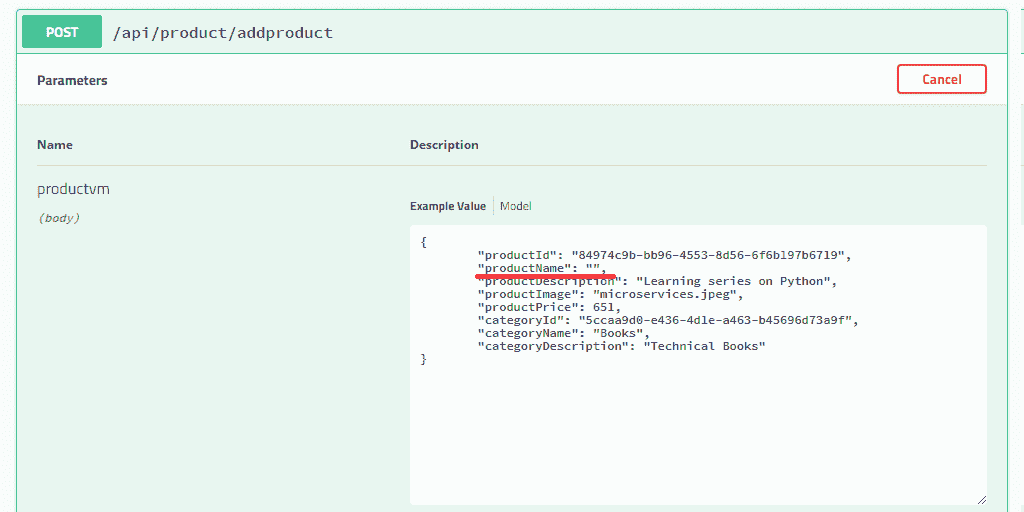 POST /api/product/addproduct
Parameters Cancel
Name Description
productvm
(body)
Example Value Model
{
"productId": "84974c9b-bb96-4553-8d56-6f6b197b6719",
"productName": "",
"productDescription": "Learning series on Python",
"productImage": "microservices.jpeg",
"productPrice": 651,
"categoryId": "5ccaa9d0-e436-4d1e-a463-b45696d73a9f",
"categoryName": "Books",
"categoryDescription": "Technical Books"
}